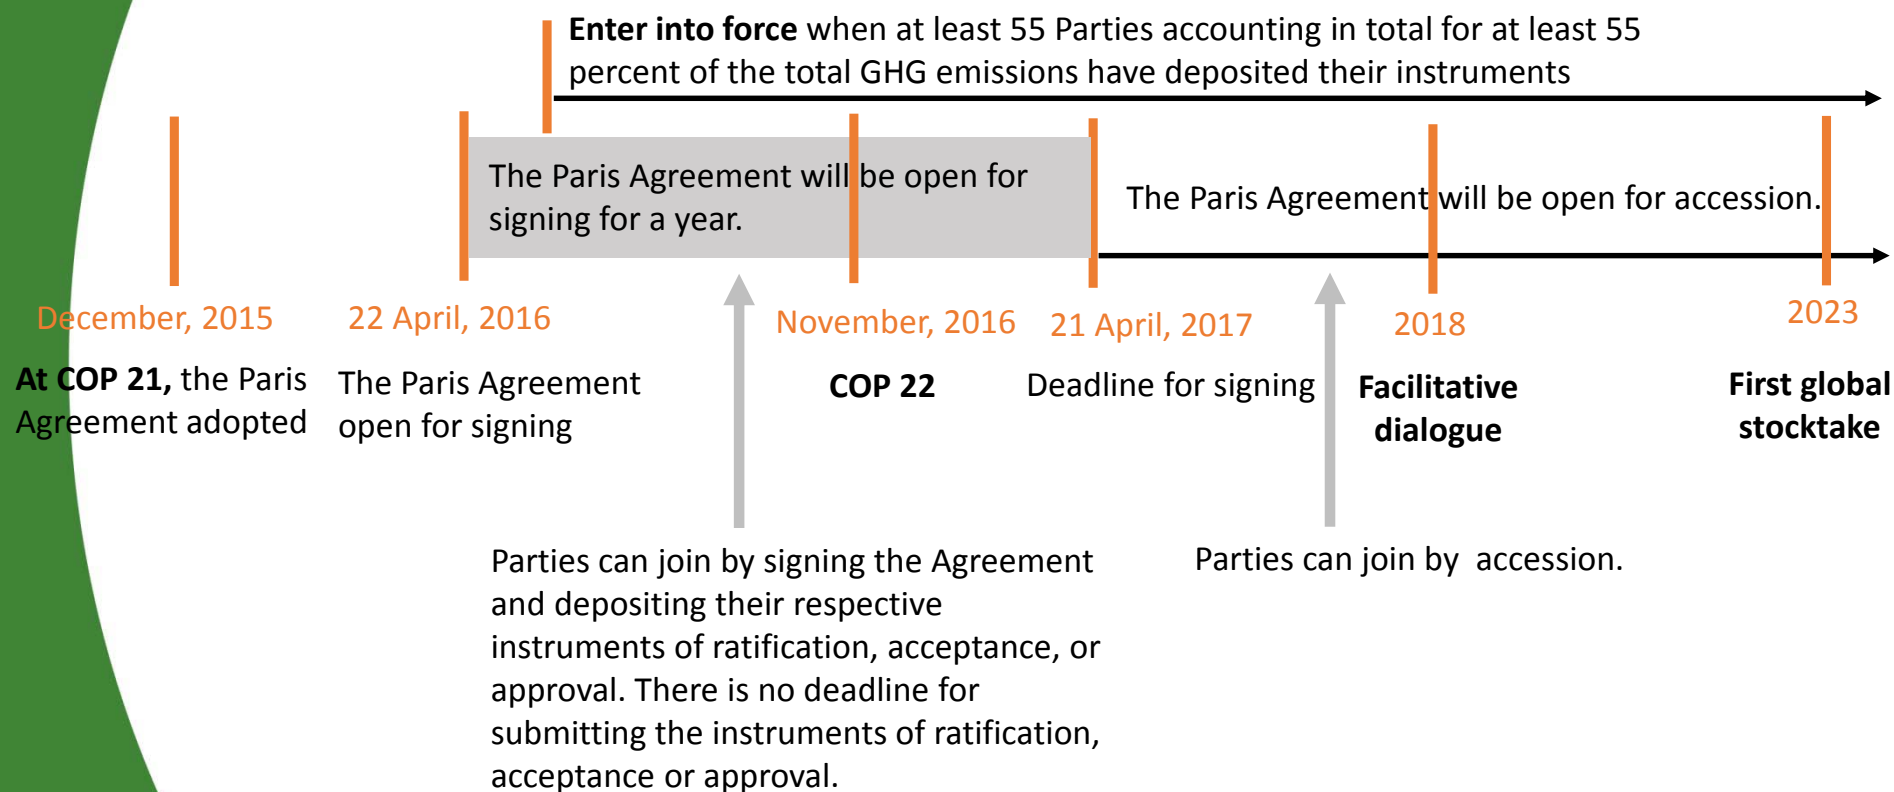 Enter into force when at least 55 Parties accounting in total for at least 55
percent of the total GHG emissions have deposited their instruments
The Paris Agreement will be open for
signing for a year.
The Paris Agreement will be open for accession.
December, 2015
22 April, 2016
November, 2016
21 April, 2017
2018
2023
At COP 21, the Paris
Agreement adopted
The Paris Agreement
open for signing
COP 22
Deadline for signing
Facilitative
dialogue
First global
stocktake
Parties can join by signing the Agreement
and depositing their respective
instruments of ratification, acceptance, or
approval. There is no deadline for
submitting the instruments of ratification,
acceptance or approval.
Parties can join by  accession.